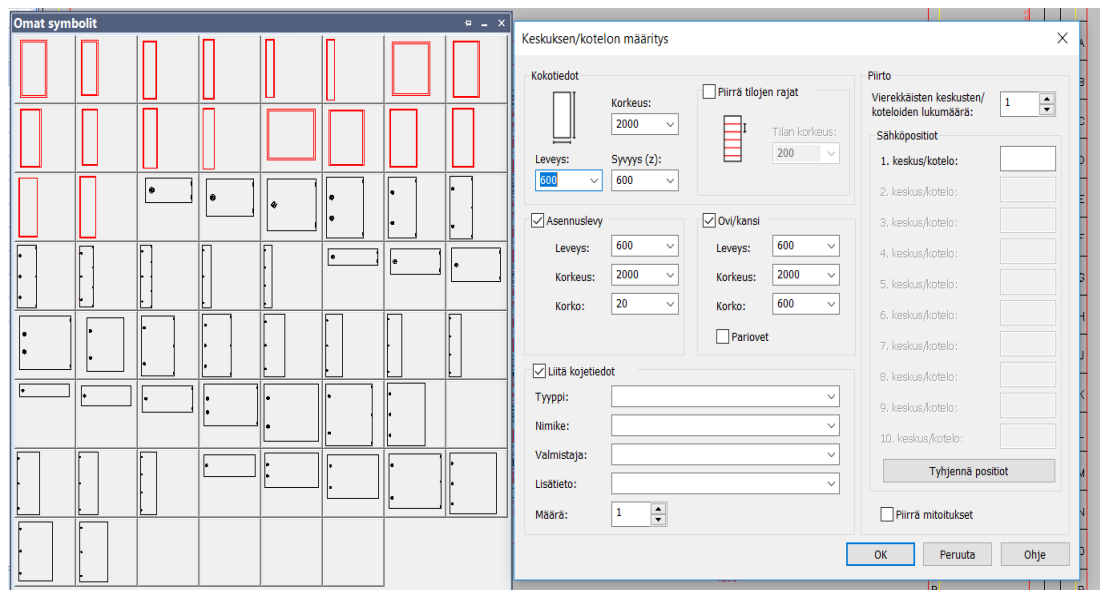 Omat symbolit
Keskuksen/kotelon määritys
Kokotiedot
Korkeus:
2000
Leveys:
Syvyys (z):
600
600
Piirrä tilojen rajat
Tilan korkeus:
200
Asennuslevy
Leveys:
600
Korkeus:
2000
Korko:
20
Ovi/kansi
Leveys:
600
Korkeus:
2000
Korko:
600
Pariovet
Liitä kojetiedot
Tyyppi:
Nimike:
Valmistaja:
Lisätieto:
Määrä:
1
Piirto
Vierekkäisten keskusten/
koteloiden lukumäärä:
1
Sähköpositiot
1. keskus/kotelo:
2. keskus/kotelo:
3. keskus/kotelo:
4. keskus/kotelo:
5. keskus/kotelo:
6. keskus/kotelo:
7. keskus/kotelo:
8. keskus/kotelo:
9. keskus/kotelo:
10. keskus/kotelo:
Tyhjennä positiot
Piirrä mitoitukset
OK
Peruuta
Ohje